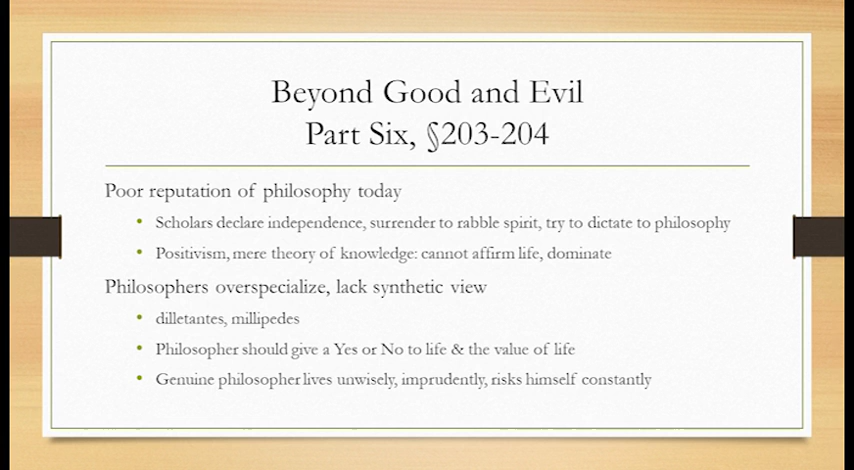 Beyond Good and Evil
Part Six, §203-204
Poor reputation of philosophy today
• Scholars declare independence, surrender to rabble spirit, try to dictate to philosophy
• Positivism, mere theory of knowledge: cannot affirm life, dominate
Philosophers overspecialize, lack synthetic view
• dilletantes, millipedes
• Philosopher should give a Yes or No to life & the value of life
• Genuine philosopher lives unwisely, imprudently, risks himself constantly